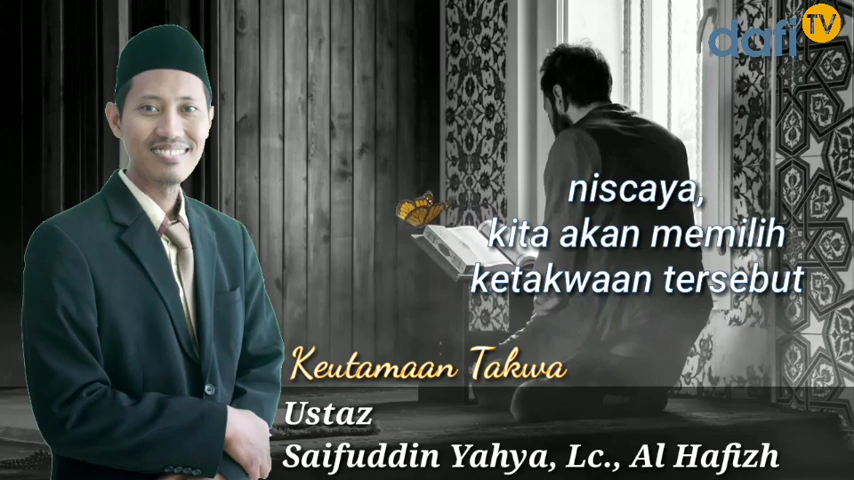 dafi TV
niscaya,
kita akan memilih
ketakwaan tersebut
Keutamaan Takwa
Ustaz
Saifuddin Yahya, Lc., Al Hafizh